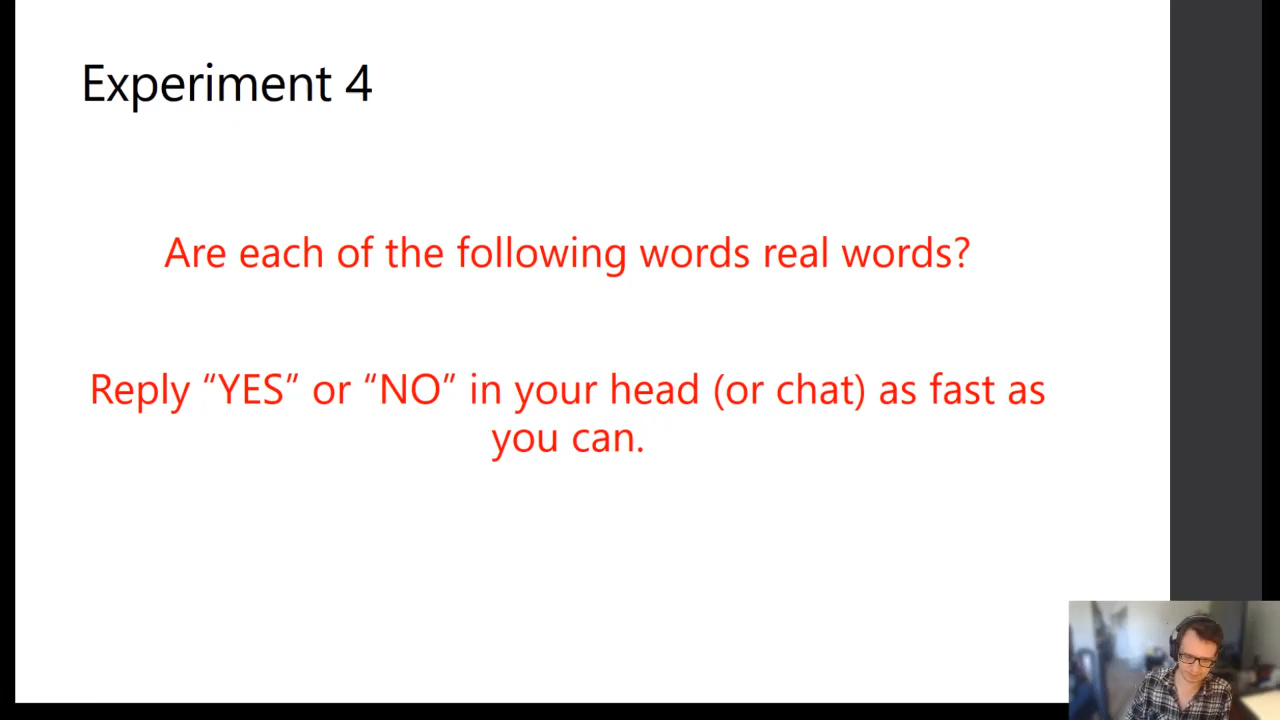 Experiment 4
Are each of the following words real words?
Reply “YES” or “NO” in your head (or chat) as fast as
you can.